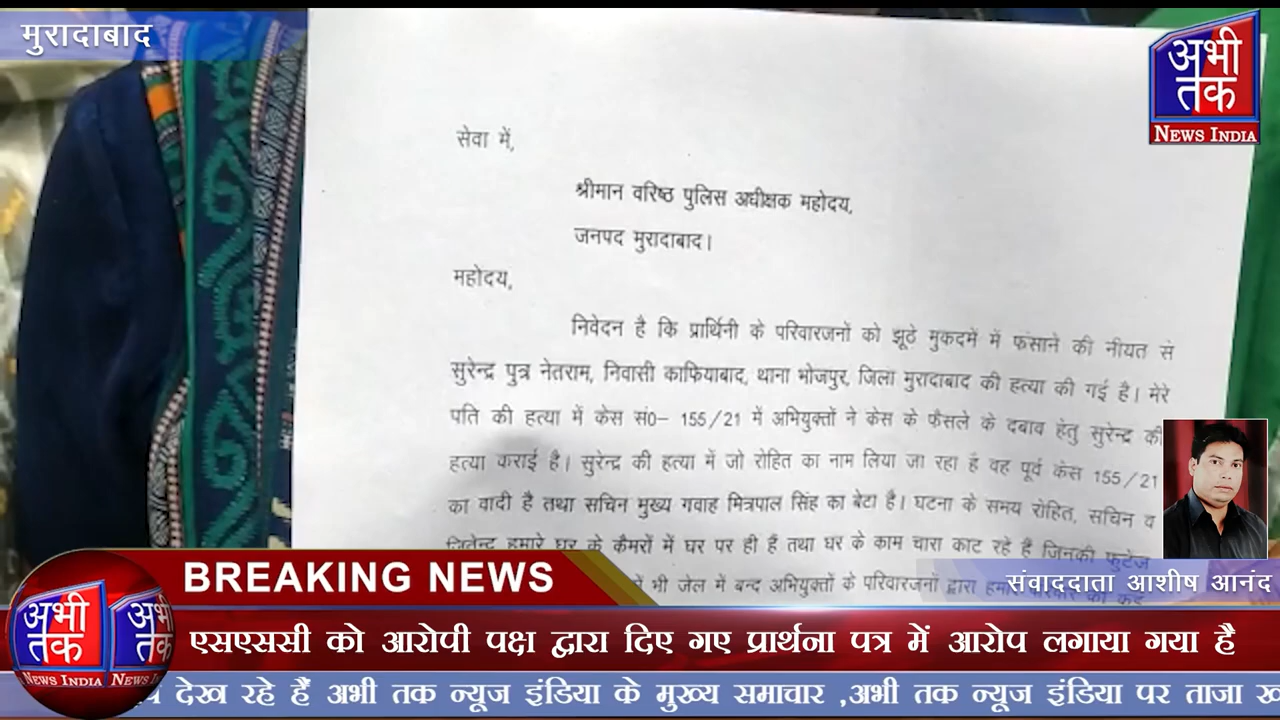 मुरादाबाद
अभी
तक
NEWS INDIA
सेवा में,
श्रीमान वरिष्ठ पुलिस अधीक्षक महोदय,
जनपद मुरादाबाद।
महोदय,
निवेदन है कि प्रार्थिनी के परिवारजनों को झूठे मुकदमें में फंसाने की नीयत से
सुरेन्द्र पुत्र नेतराम, निवासी काफियाबाद, थाना भोजपुर, जिला मुरादाबाद की हत्या की गई है। मेरे
पति की हत्या में केस सं0- 155/21 में अभियुक्तों ने केस के फैसले के दबाव हेतु सुरेन्द्र की
हत्या कराई है। सुरेन्द्र की हत्या में जो रोहित का नाम लिया जा रहा है वह पूर्व केस 155/21
का वादी है तथा सचिन मुख्य गवाह मित्रपाल सिंह का बेटा है। घटना के समय रोहित, सचिन व
जितेन्द्र हमारे घर के कैमरों में घर पर ही हैं तथा घर के काम चारा काट रहे हैं जिनकी फुटेज
भी जेल में बन्द अभियुक्तों के परिवारजनों द्वारा
संवाददाता आशीष आनंद
BREAKING NEWS
अभी
तक
NEWS INDIA
अभी
तक
NEWS IN
एसएससी को आरोपी पक्ष द्वारा दिए गए प्रार्थना पत्र में आरोप लगाया गया है
देख रहे हैं अभी तक न्यूज इंडिया के मुख्य समाचार ,अभी तक न्यूज इंडिया पर ताजा ख